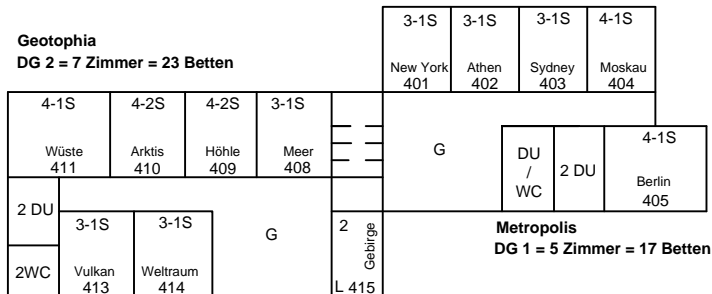 3-1S 3-1S 3-1S 4-1S
Geotophia
DG 2 = 7 Zimmer = 23 Betten
New York Athen Sydney Moskau
401 402 403 404
4-1S 4-2S 4-2S 3-1S
4-1S
Wüste Arktis Höhle Meer
411 410 409 408
G
DU
/
WC
2 DU
Berlin
405
2 DU
3-1S 3-1S
G
2
Gebirge
Metropolis
DG 1 = 5 Zimmer = 17 Betten
2WC
Vulkan Weltraum
413 414
L 415